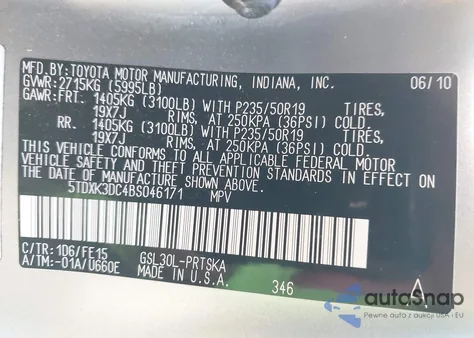 MFD. BY: TOYOTA MOTOR MANUFACTURING, INDIANA, INC. 06/10
GVWR: 2715KG (5995LB)
GAWR: FRT. 1405KG (3100LB) WITH P235/50R19 TIRES,
19X7J RIMS, AT 250KPA (36PSI) COLD.
RR. 1405KG (3100LB) WITH P235/50R19 TIRES,
19X7J RIMS, AT 250KPA (36PSI) COLD.
THIS VEHICLE CONFORMS TO ALL APPLICABLE FEDERAL MOTOR
VEHICLE SAFETY AND THEFT PREVENTION STANDARDS IN EFFECT ON
THE DATE OF MANUFACTURE SHOWN ABOVE.
5TDXK3DC4BS046171 MPV
C/TR: 1D6/FE15 GSL30L-PRTSKA
A/TM: -01A/U660E MADE IN U.S.A. 346 A
autoSnap
Pewne auta z USA i EU